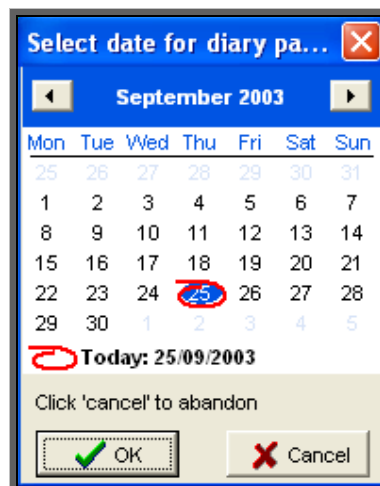 Select date for diary pa...
September 2003
Mon Tue Wed Thu Fri Sat Sun
25 26 27 28 29 30 31
1 2 3 4 5 6 7
8 9 10 11 12 13 14
15 16 17 18 19 20 21
22 23 24 25 26 27 28
29 30 1 2 3 4 5
Today: 25/09/2003
Click 'cancel' to abandon
OK Cancel